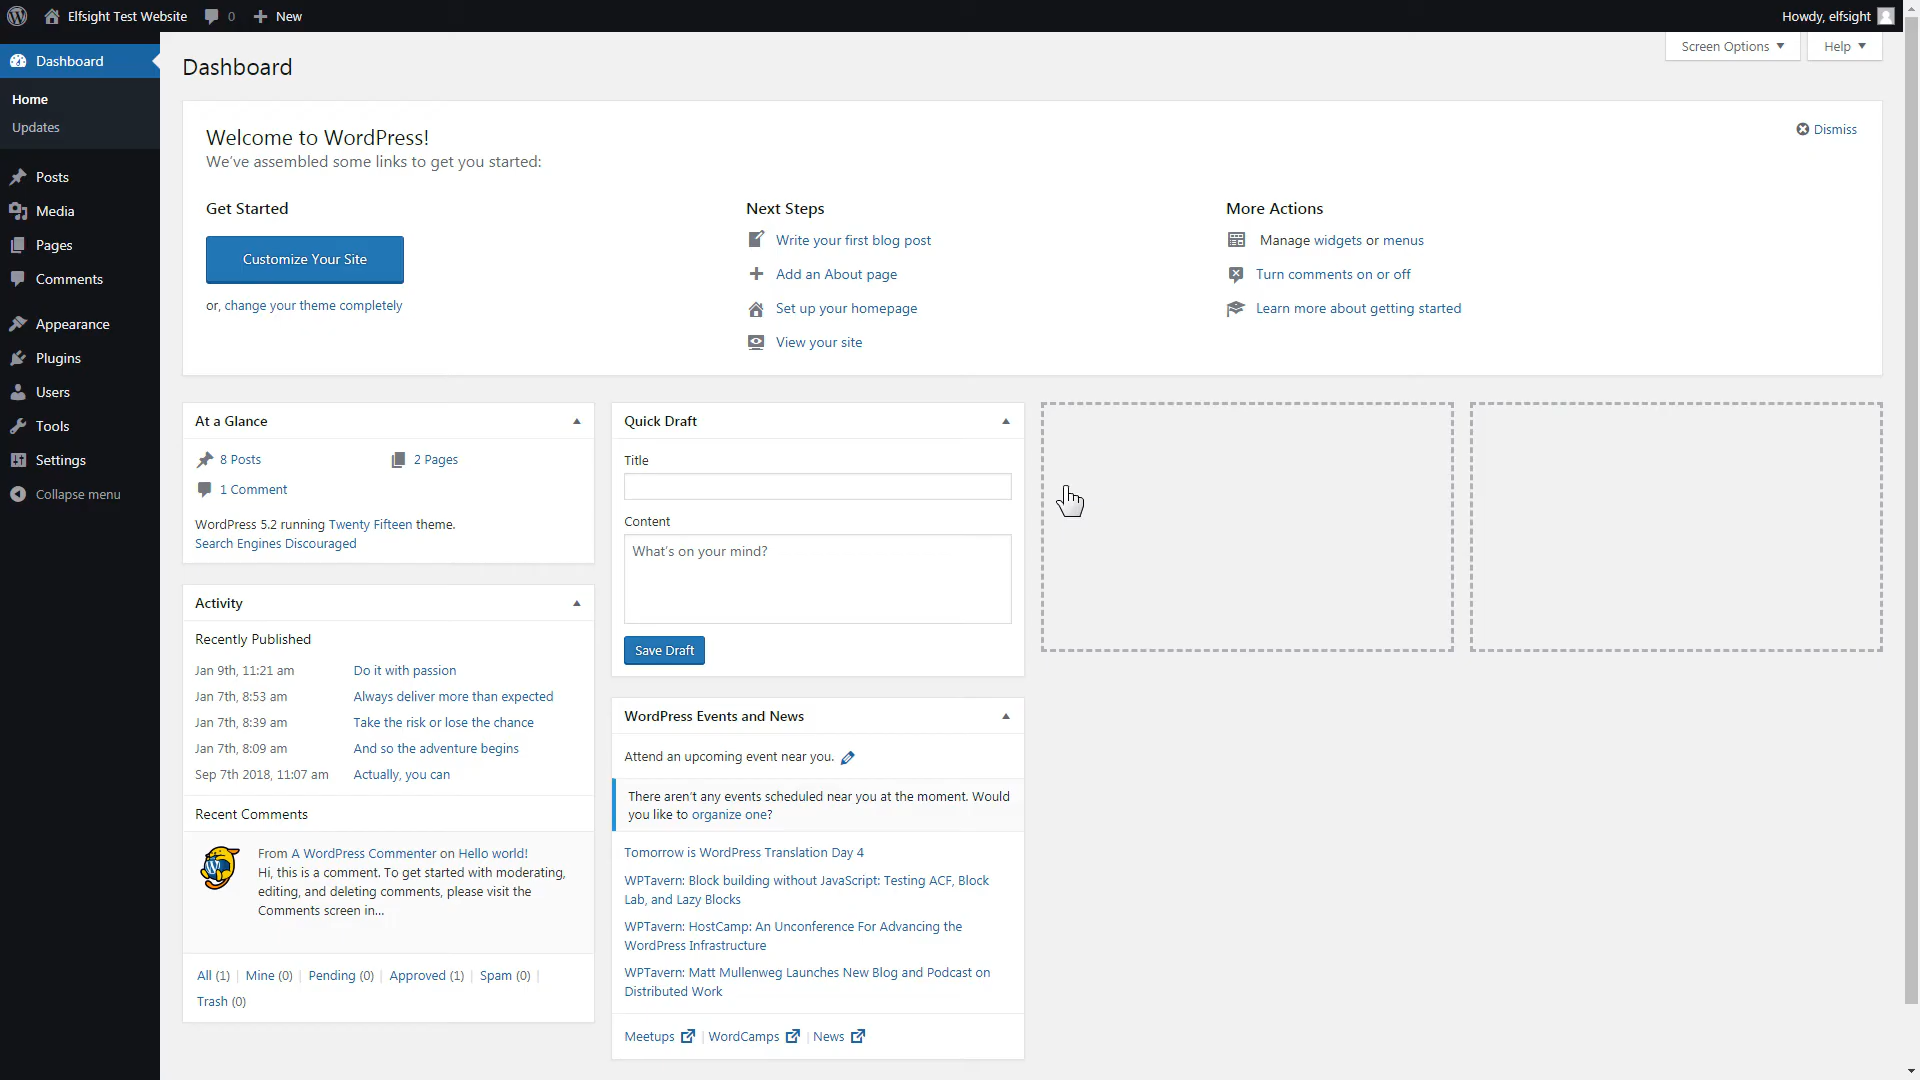 Elfsight Test Website 0 New
Howdy, elfsight
Dashboard
Home
Updates
Posts
Media
Pages
Comments
Appearance
Plugins
Users
Tools
Settings
Collapse menu
Screen Options Help
Dashboard
Welcome to WordPress!
We've assembled some links to get you started:
Dismiss
Get Started
Customize Your Site
or, change your theme completely
Next Steps
Write your first blog post
Add an About page
Set up your homepage
View your site
More Actions
Manage widgets or menus
Turn comments on or off
Learn more about getting started
At a Glance
8 Posts 2 Pages
1 Comment
WordPress 5.2 running Twenty Fifteen theme.
Search Engines Discouraged
Activity
Recently Published
Jan 9th, 11:21 am Do it with passion
Jan 7th, 8:53 am Always deliver more than expected
Jan 7th, 8:39 am Take the risk or lose the chance
Jan 7th, 8:09 am And so the adventure begins
Sep 7th 2018, 11:07 am Actually, you can
Recent Comments
From A WordPress Commenter on Hello world!
Hi, this is a comment. To get started with moderating,
editing, and deleting comments, please visit the
Comments screen in...
All (1) | Mine (0) | Pending (0) | Approved (1) | Spam (0) |
Trash (0)
Quick Draft
Title
Content
What's on your mind?
Save Draft
WordPress Events and News
Attend an upcoming event near you.
There aren't any events scheduled near you at the moment. Would
you like to organize one?
Tomorrow is WordPress Translation Day 4
WPTavern: Block building without JavaScript: Testing ACF, Block
Lab, and Lazy Blocks
WPTavern: HostCamp: An Unconference For Advancing the
WordPress Infrastructure
WPTavern: Matt Mullenweg Launches New Blog and Podcast on
Distributed Work
Meetups | WordCamps | News